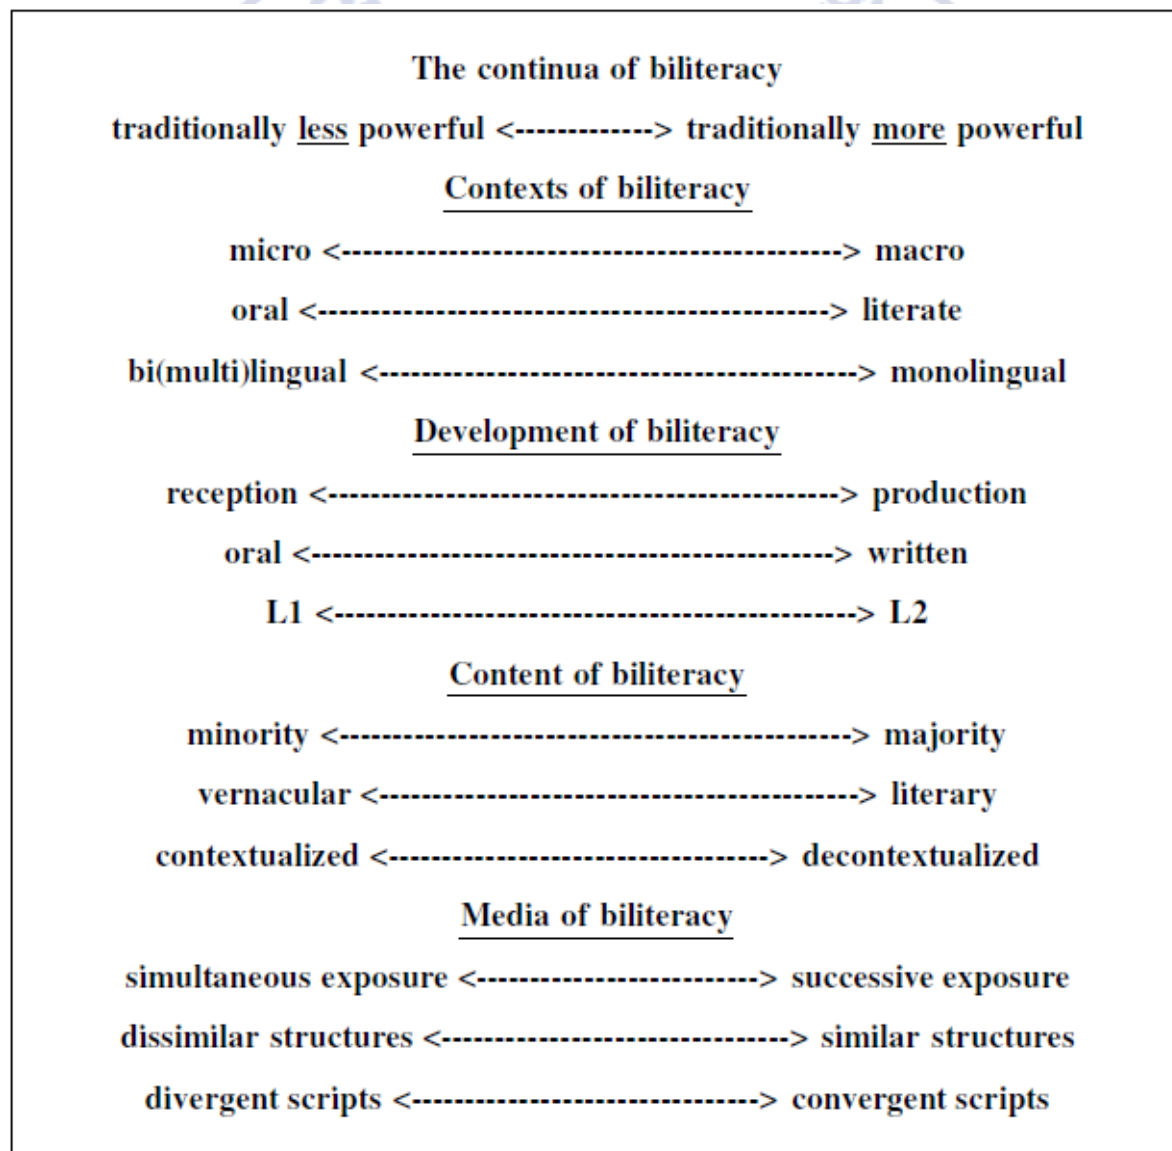 The continua of biliteracy
traditionally less powerful <-------------> traditionally more powerful
Contexts of biliteracy
micro <------------------------------------------------> macro
oral <-------------------------------------------------> literate
bi(multi)lingual <----------------------------------------------> monolingual
Development of biliteracy
reception <-------------------------------------------------> production
oral <--------------------------------------------------> written
L1 <--------------------------------------------------> L2
Content of biliteracy
minority <-------------------------------------------------> majority
vernacular <----------------------------------------------> literary
contextualized <------------------------------------> decontextualized
Media of biliteracy
simultaneous exposure <---------------------------> successive exposure
dissimilar structures <---------------------------------> similar structures
divergent scripts <---------------------------------> convergent scripts